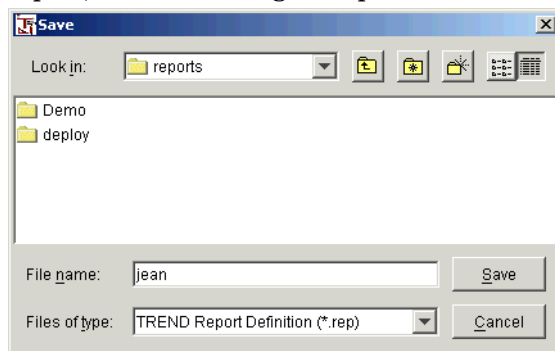 Save
Look in:
reports
Demo
deploy
File name:
jean
Save
Files of type:
TREND Report Definition (*.rep)
Cancel